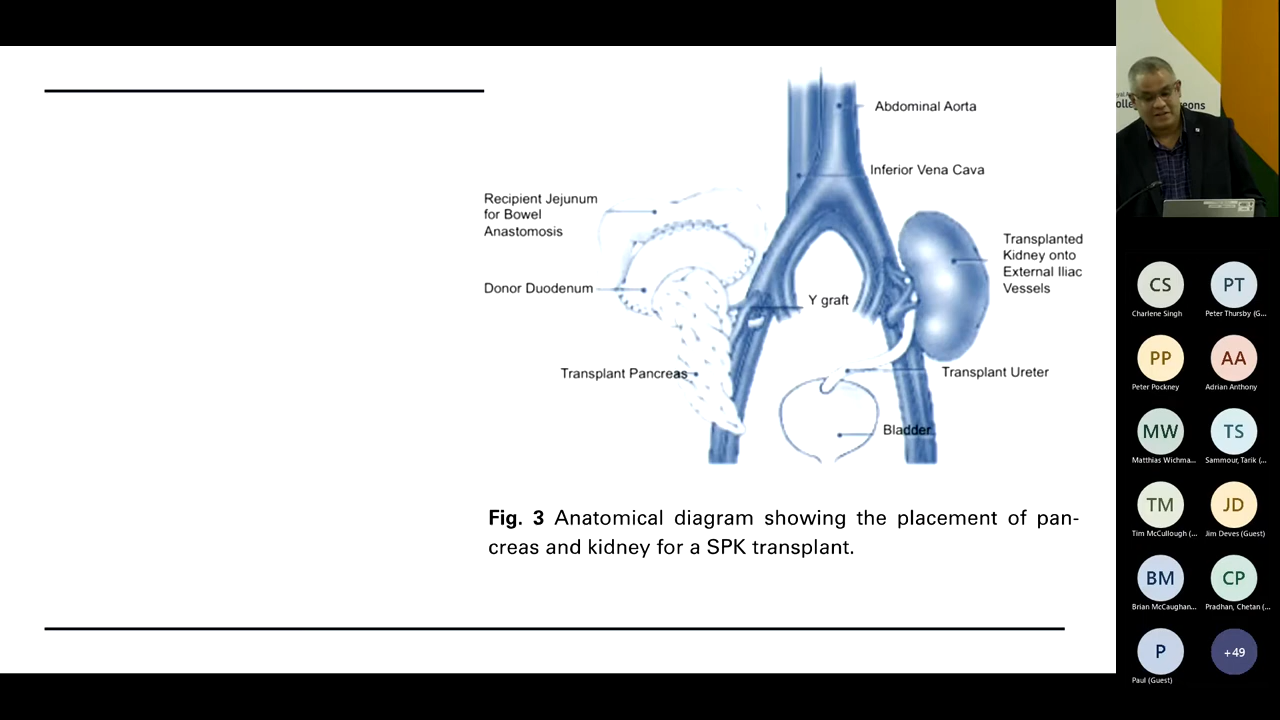 Abdominal Aorta
Inferior Vena Cava
Recipient Jejunum
for Bowel
Anastomosis
Transplanted
Kidney onto
External Iliac
Vessels
Donor Duodenum
Y graft
Transplant Pancreas
Transplant Ureter
Bladder
Fig. 3 Anatomical diagram showing the placement of pan-
creas and kidney for a SPK transplant.
CS
Charlene Singh
PT
Peter Thursby (G...
PP
Peter Pockney
AA
Adrian Anthony
MW
Matthias Wichma...
TS
Sammour, Tarik (...
TM
Tim McCullough (...
JD
Jim Deves (Guest)
BM
Brian McCaughan...
CP
Pradhan, Chetan (...
P
Paul (Guest)
+49